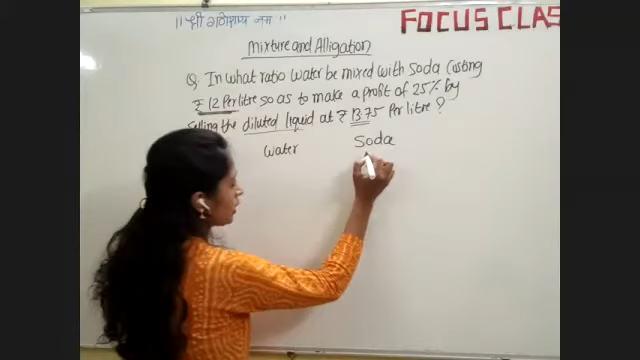 ॥ श्री गणेशाय नमः ॥
FOCUS CLAS
Mixture and Alligation
Q. In what ratio water be mixed with Soda Costing
₹ 12 Per litre so as to make a profit of 25% by
Selling the diluted liquid at ₹ 13.75 Per litre ?
water Soda